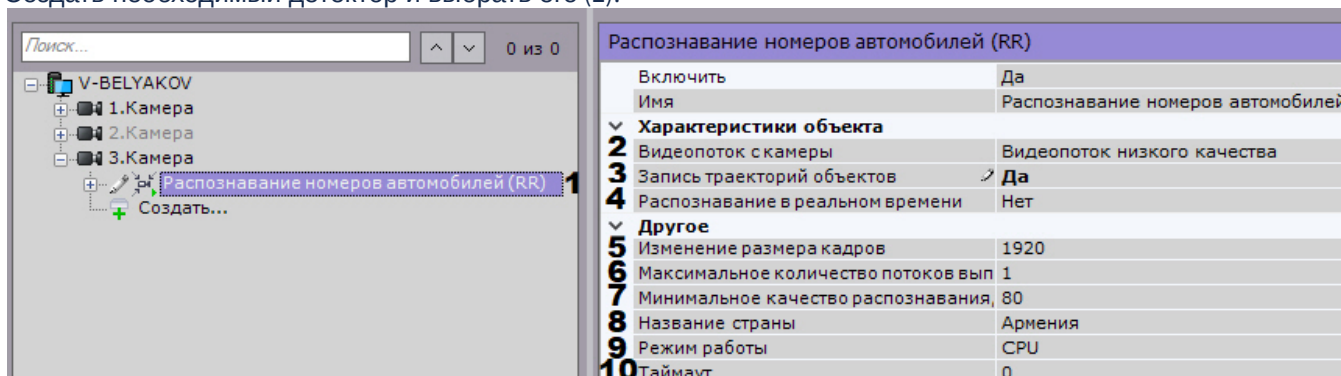 Создать необходимый детектор и выбрать его (1).
Поиск...
0 из 0
V-BELYAKOV
1.Камера
2.Камера
3.Камера
Распознавание номеров автомобилей (RR) 1
Создать...
Распознавание номеров автомобилей (RR)
Включить Да
Имя Распознавание номеров автомобилей
Характеристики объекта
2 Видеопоток с камеры Видеопоток низкого качества
3 Запись траекторий объектов Да
4 Распознавание в реальном времени Нет
Другое
5 Изменение размера кадров 1920
6 Максимальное количество потоков вып 1
7 Минимальное качество распознавания, 80
8 Название страны Армения
9 Режим работы CPU
10 Таймаут 0